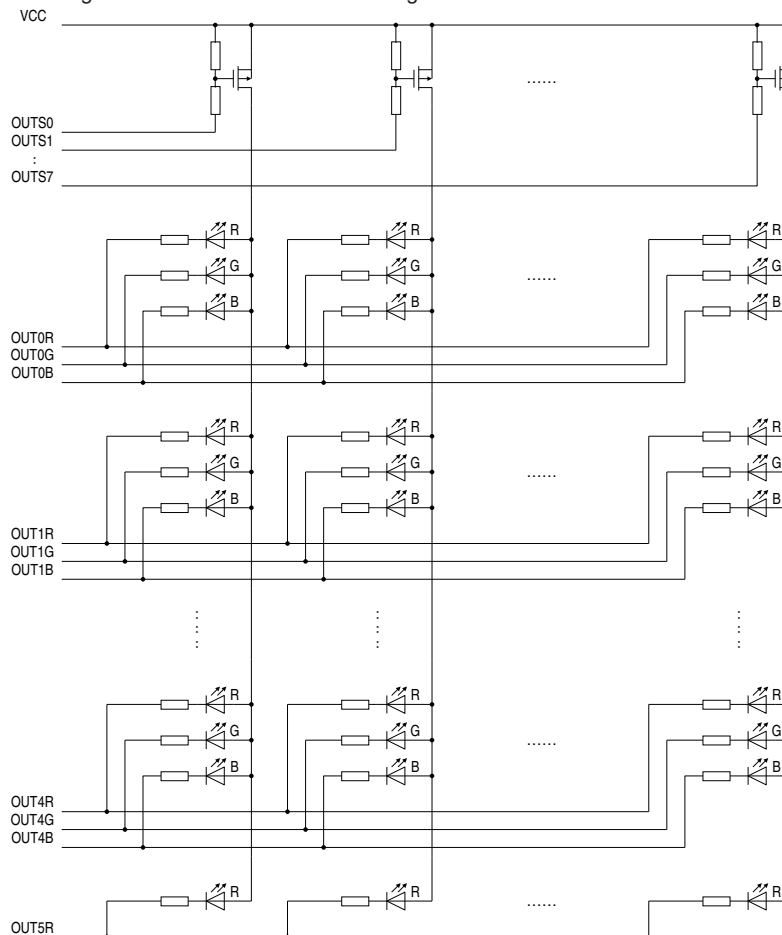 VCC
......
OUTS0
OUTS1
:
OUTS7
R R R
G G ...... G
B B B
OUT0R
OUT0G
OUT0B
R R R
G G ...... G
B B B
OUT1R
OUT1G
OUT1B
R R R
G G ...... G
B B B
OUT4R
OUT4G
OUT4B
R R ...... R
OUT5R